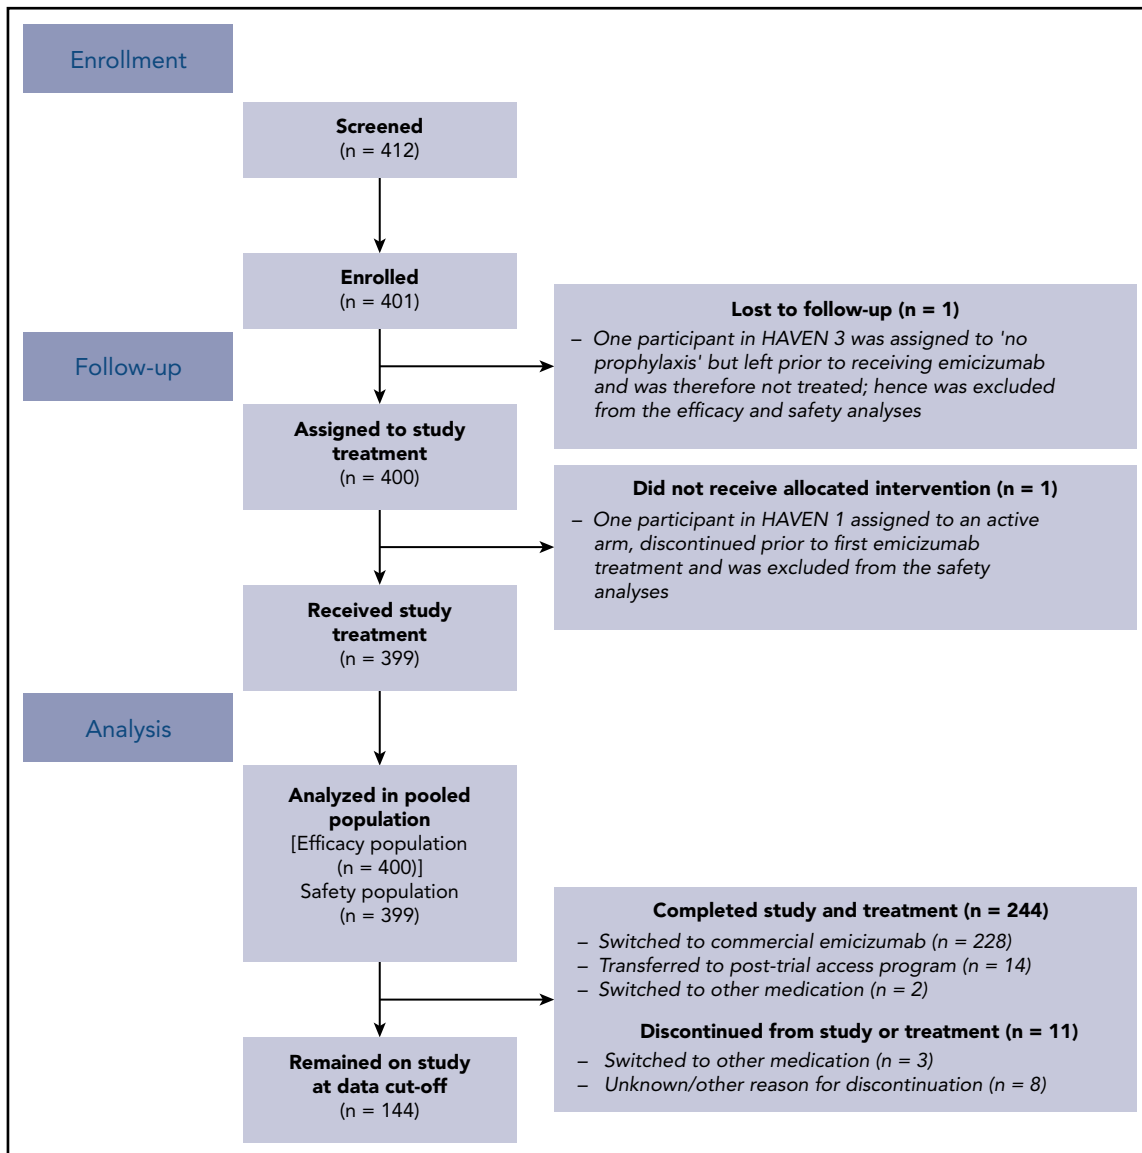 Enrollment
Screened
(n = 412)
Enrolled
(n = 401)
Lost to follow-up (n = 1)
– One participant in HAVEN 3 was assigned to 'no
prophylaxis' but left prior to receiving emicizumab
and was therefore not treated; hence was excluded
from the efficacy and safety analyses
Follow-up
Assigned to study
treatment
(n = 400)
Did not receive allocated intervention (n = 1)
– One participant in HAVEN 1 assigned to an active
arm, discontinued prior to first emicizumab
treatment and was excluded from the safety
analyses
Received study
treatment
(n = 399)
Analysis
Analyzed in pooled
population
[Efficacy population
(n = 400)]
Safety population
(n = 399)
Completed study and treatment (n = 244)
– Switched to commercial emicizumab (n = 228)
– Transferred to post-trial access program (n = 14)
– Switched to other medication (n = 2)
Discontinued from study or treatment (n = 11)
– Switched to other medication (n = 3)
– Unknown/other reason for discontinuation (n = 8)
Remained on study
at data cut-off
(n = 144)